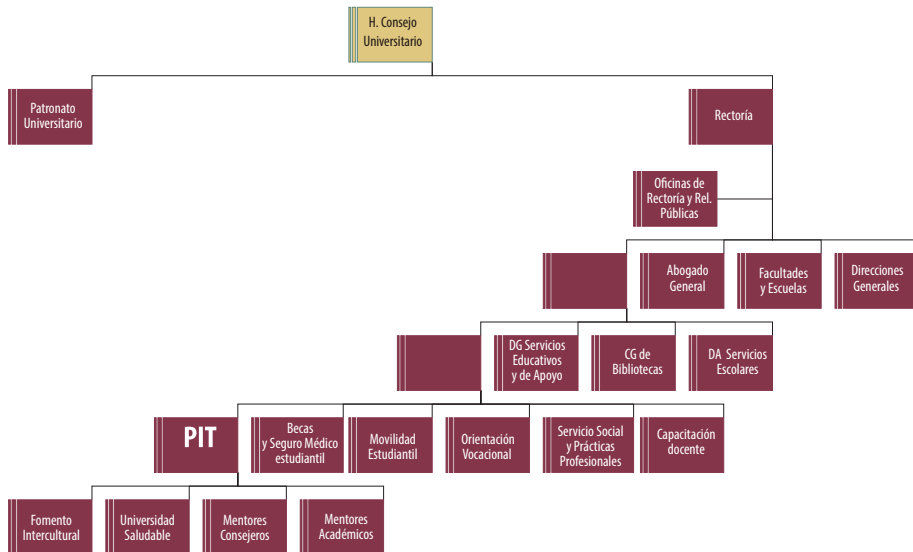 H. Consejo
Universitario
Patronato
Universitario
Rectoría
Oficinas de
Rectoría y Rel.
Públicas
Abogado
General
Facultades
y Escuelas
Direcciones
Generales
DG Servicios
Educativos
y de Apoyo
CG de
Bibliotecas
DA Servicios
Escolares
PIT
Becas
y Seguro Médico
estudiantil
Movilidad
Estudiantil
Orientación
Vocacional
Servicio Social
y Prácticas
Profesionales
Capacitación
docente
Fomento
Intercultural
Universidad
Saludable
Mentores
Consejeros
Mentores
Académicos